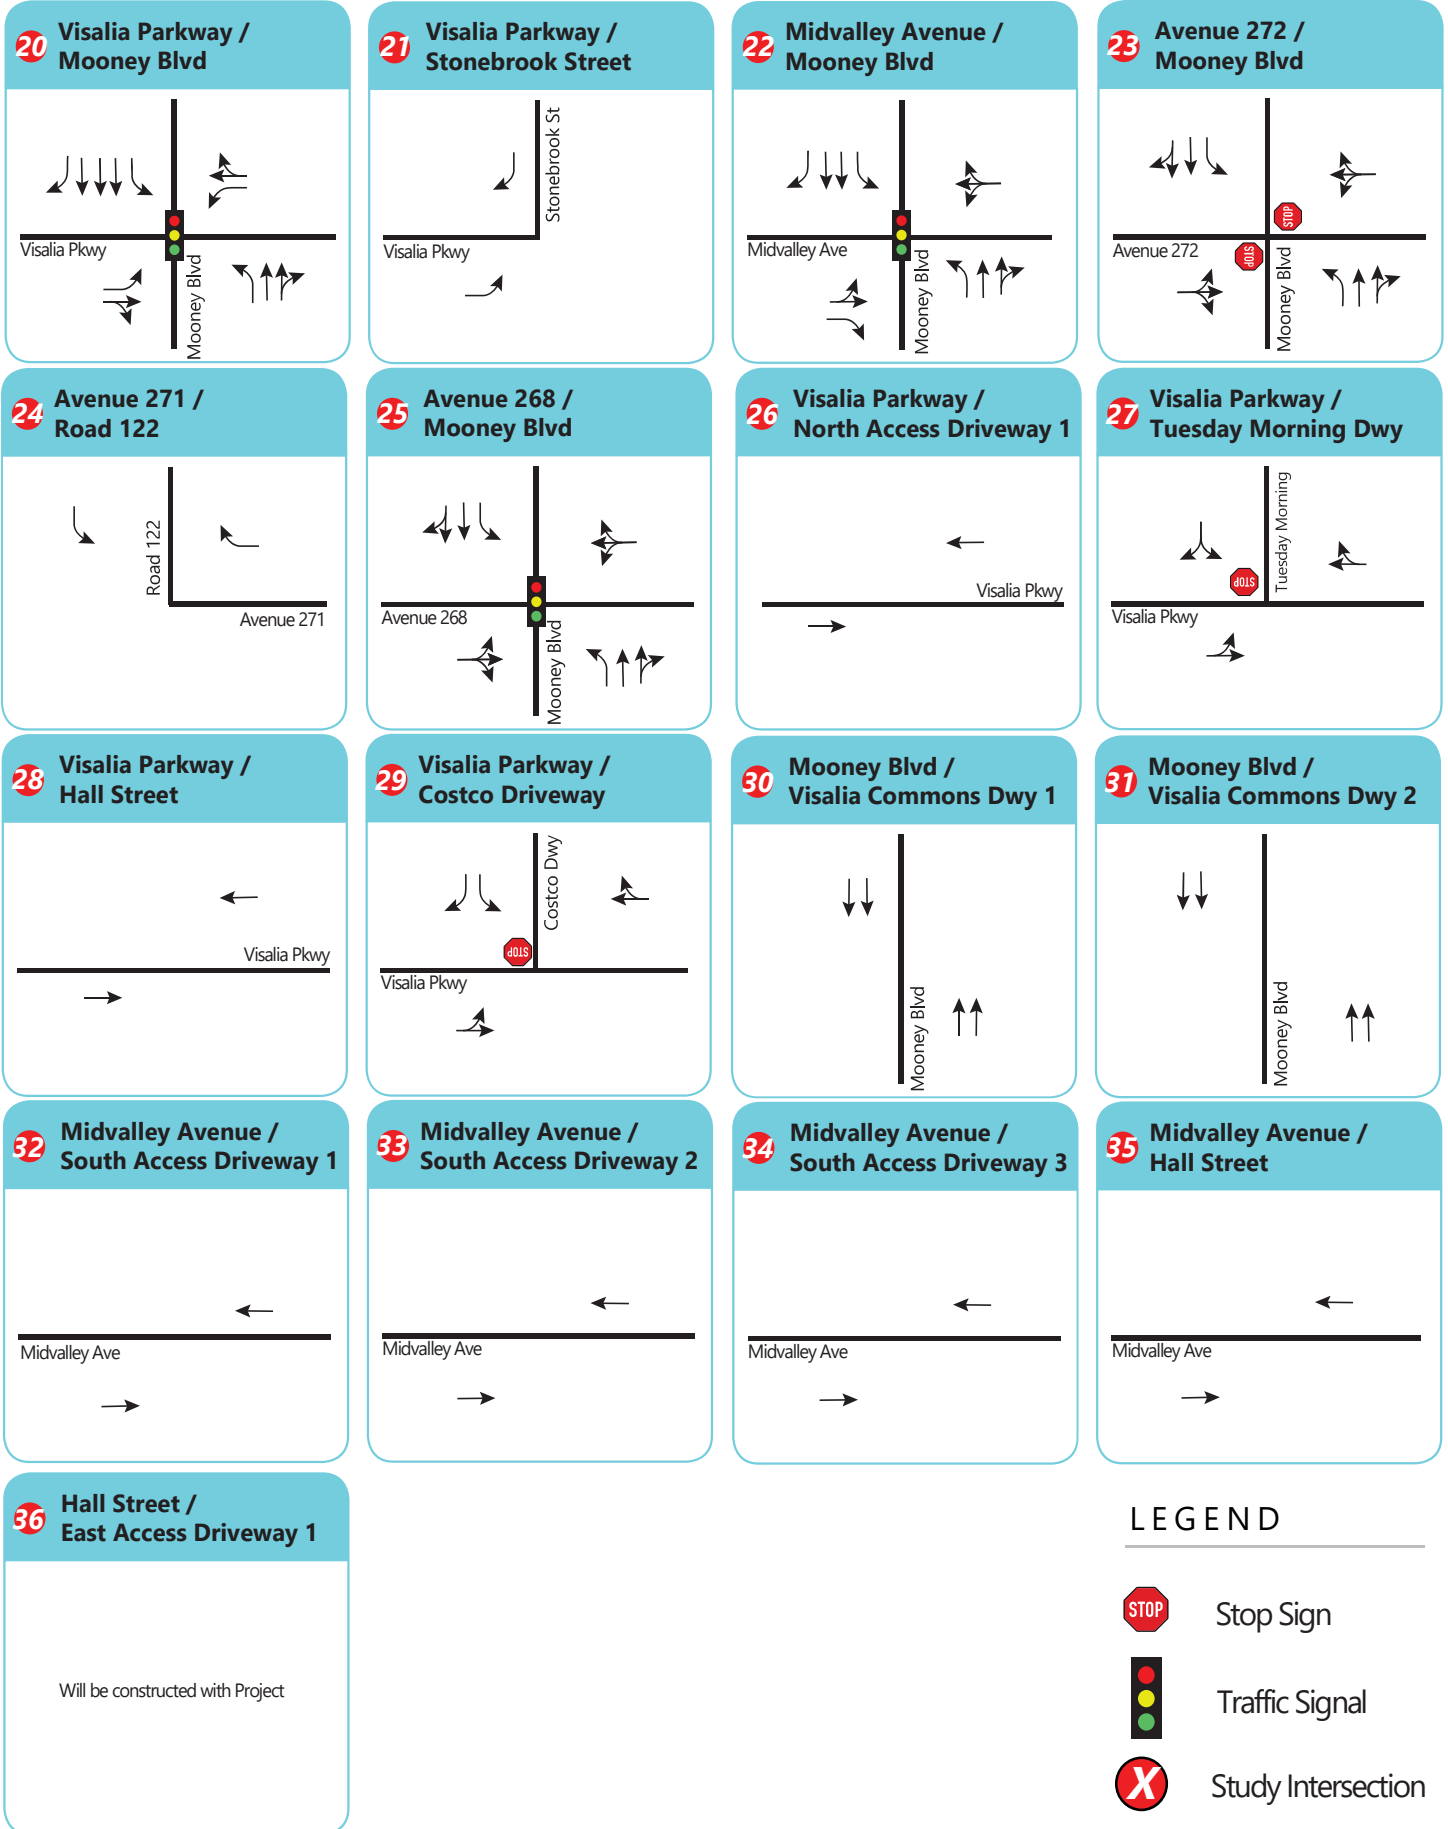 20 Visalia Parkway /
Mooney Blvd
Visalia Pkwy
Mooney Blvd
21 Visalia Parkway /
Stonebrook Street
Stonebrook St
Visalia Pkwy
22 Midvalley Avenue /
Mooney Blvd
Midvalley Ave
Mooney Blvd
23 Avenue 272 /
Mooney Blvd
STOP
Avenue 272
STOP
Mooney Blvd
24 Avenue 271 /
Road 122
Road 122
Avenue 271
25 Avenue 268 /
Mooney Blvd
Avenue 268
Mooney Blvd
26 Visalia Parkway /
North Access Driveway 1
Visalia Pkwy
27 Visalia Parkway /
Tuesday Morning Dwy
Tuesday Morning
STOP
Visalia Pkwy
28 Visalia Parkway /
Hall Street
Visalia Pkwy
29 Visalia Parkway /
Costco Driveway
Costco Dwy
STOP
Visalia Pkwy
30 Mooney Blvd /
Visalia Commons Dwy 1
Mooney Blvd
31 Mooney Blvd /
Visalia Commons Dwy 2
Mooney Blvd
32 Midvalley Avenue /
South Access Driveway 1
Midvalley Ave
33 Midvalley Avenue /
South Access Driveway 2
Midvalley Ave
34 Midvalley Avenue /
South Access Driveway 3
Midvalley Ave
35 Midvalley Avenue /
Hall Street
Midvalley Ave
36 Hall Street /
East Access Driveway 1
Will be constructed with Project
LEGEND
STOP Stop Sign
Traffic Signal
X Study Intersection